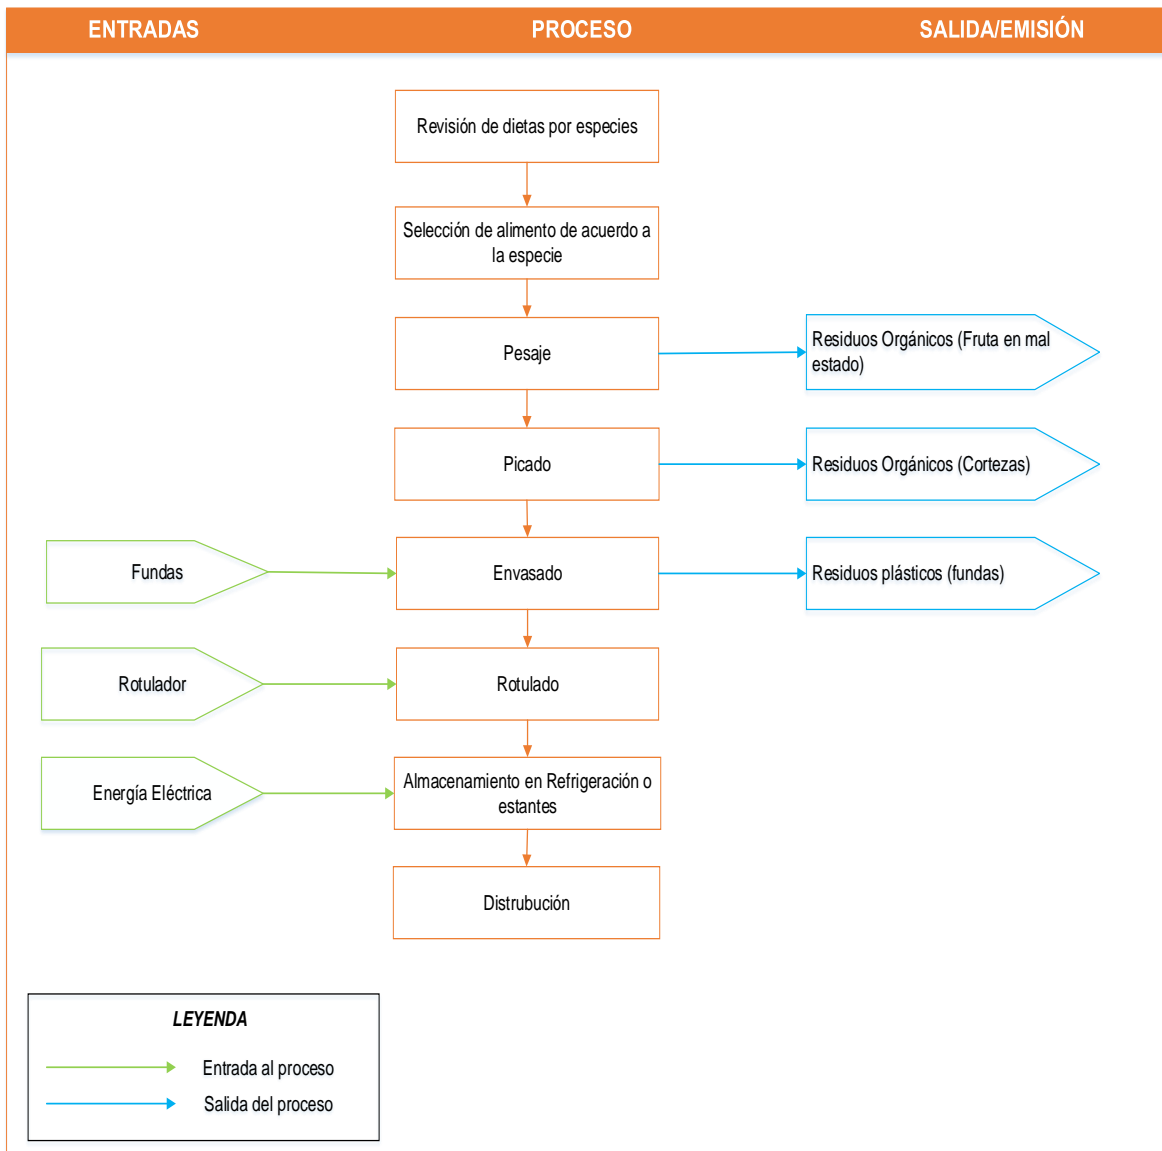 ENTRADAS PROCESO SALIDA/EMISIÓN
Revisión de dietas por especies
Selección de alimento de acuerdo a
la especie
Pesaje
Residuos Orgánicos (Fruta en mal
estado)
Picado
Residuos Orgánicos (Cortezas)
Fundas
Envasado
Residuos plásticos (fundas)
Rotulador
Rotulado
Energía Eléctrica
Almacenamiento en Refrigeración o
estantes
Distrubución
LEYENDA
Entrada al proceso
Salida del proceso